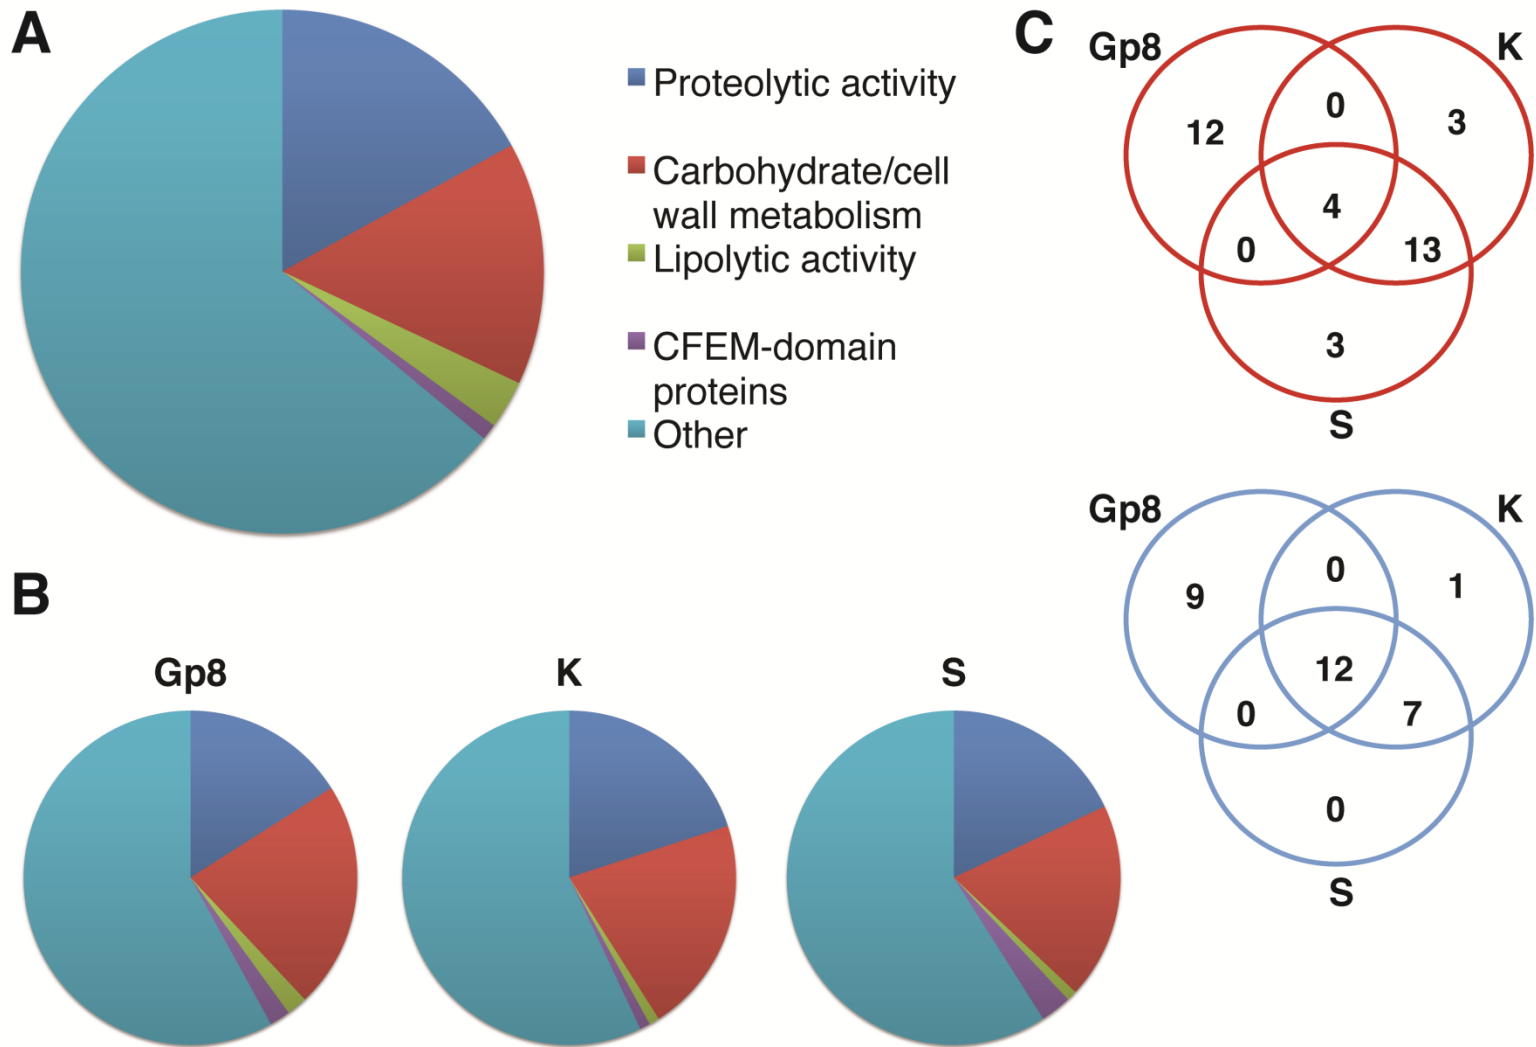 A
Proteolytic activity
Carbohydrate/cell
wall metabolism
Lipolytic activity
CFEM-domain
proteins
Other
B
Gp8
K
S
C
Gp8
K
0
12
3
4
0
13
3
S
Gp8
K
0
9
1
12
0
7
0
S